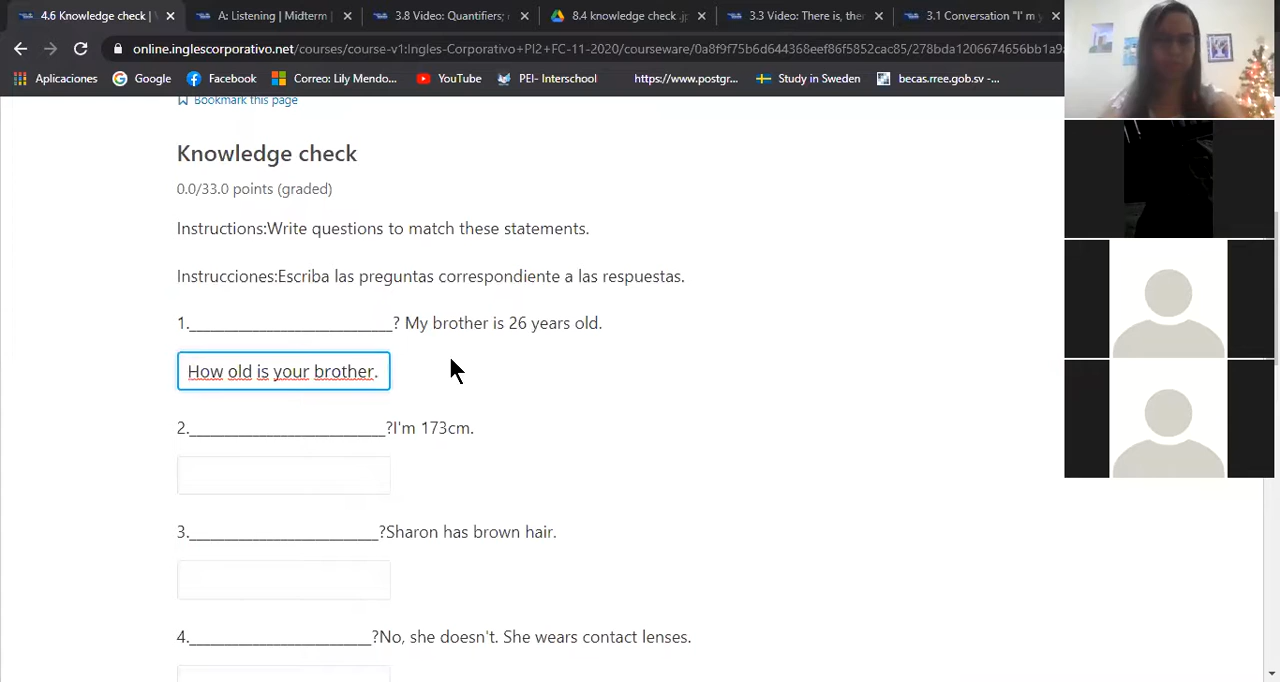 4.6 Knowledge check |
A: Listening | Midterm
3.8 Video: Quantifiers;
8.4 knowledge check .jp
3.3 Video: There is, the
3.1 Conversation "I' m
online.inglescorporativo.net/courses/course-v1:Ingles-Corporativo+PI2+FC-11-2020/courseware/0a8f9f75b6d644368eef86f5852cac85/278bda1206674656bb1a9
Aplicaciones
Google
Facebook
Correo: Lily Mendo...
YouTube
PEI- Interschool
https://www.postgr...
Study in Sweden
becas.rree.gob.sv -...
Bookmark this page
Knowledge check
0.0/33.0 points (graded)
Instructions:Write questions to match these statements.
Instrucciones:Escriba las preguntas correspondiente a las respuestas.
1.__________________________? My brother is 26 years old.
How old is your brother.
2.__________________________?I'm 173cm.
3._________________________?Sharon has brown hair.
4.________________________?No, she doesn't. She wears contact lenses.